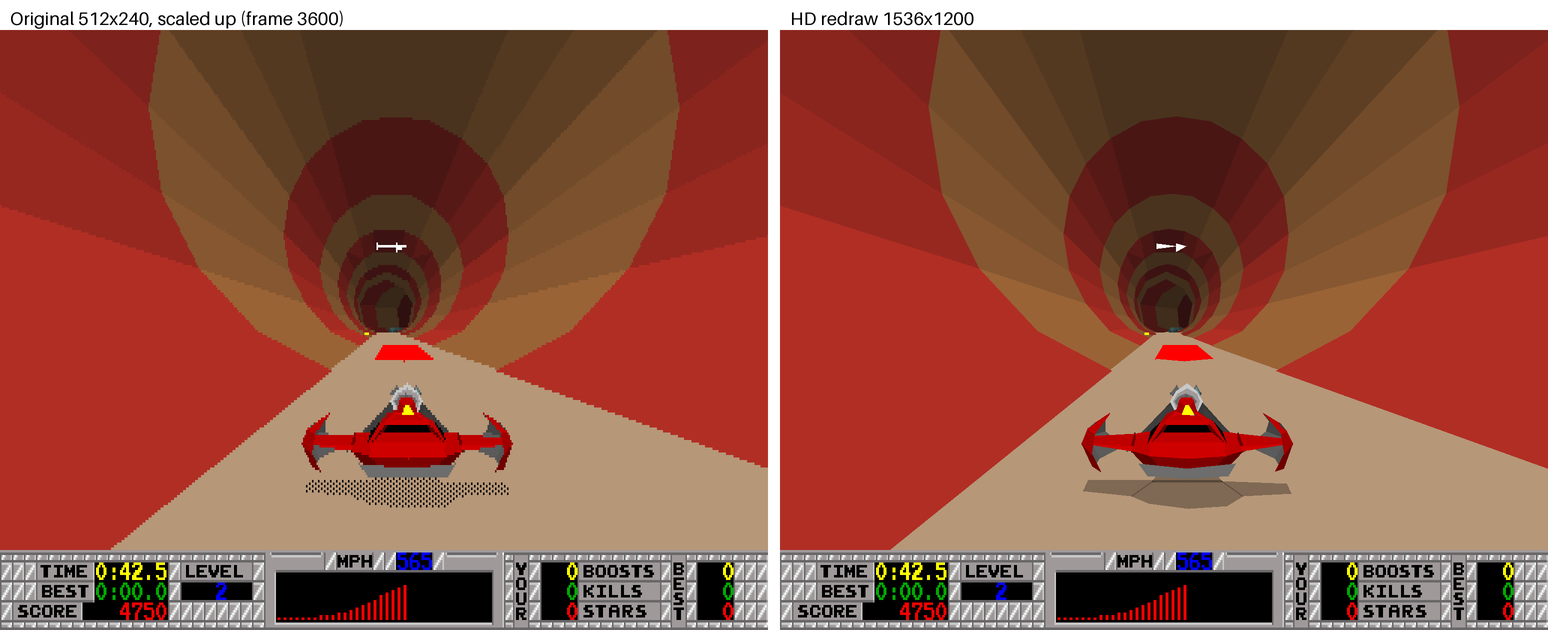 Original 512x240, scaled up (frame 3600)
HD redraw 1536x1200
TIME 0:42.5 LEVEL
BEST 0:00.0 2
SCORE 4750
MPH 565
YOUR
0 BOOSTS 0
0 KILLS 0
0 STARS 0
BEST
TIME 0:42.5 LEVEL
BEST 0:00.0 2
SCORE 4750
MPH 565
YOUR
0 BOOSTS 0
0 KILLS 0
0 STARS 0
BEST